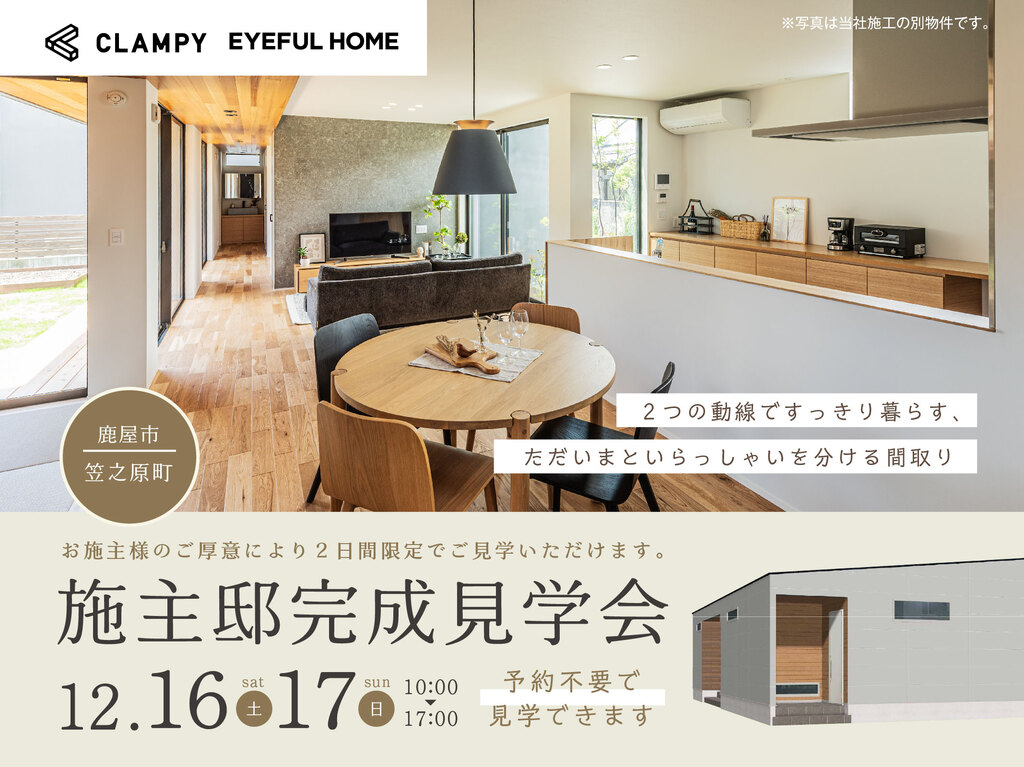 CLAMPY EYEFUL HOME
※写真は当社施工の別物件です。
2つの動線ですっきり暮らす、
ただいまといらっしゃいを分ける間取り
鹿屋市
笠之原町
お施主様のご厚意により2日間限定でご見学いただけます。
施主邸完成見学会
12.16 sat 土 17 sun 日 10:00
17:00
予約不要で
見学できます